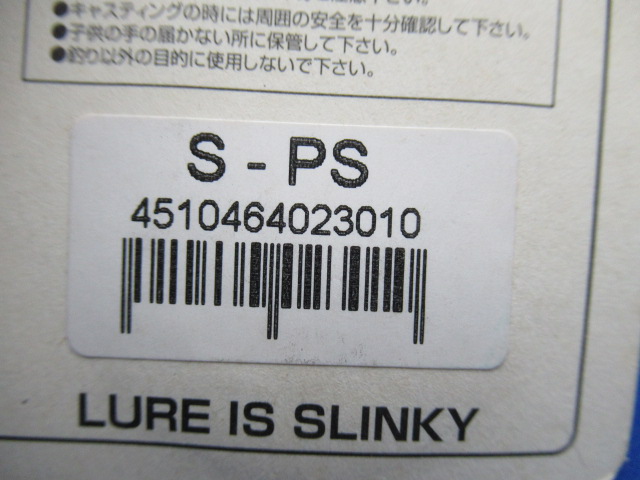 ●キャスティングの時には周囲の安全を十分確認して下さい。
●子供の手の届かない所に保管して下さい。
●釣り以外の目的に使用しないで下さい。
S - PS
4510464023010
LURE IS SLINKY